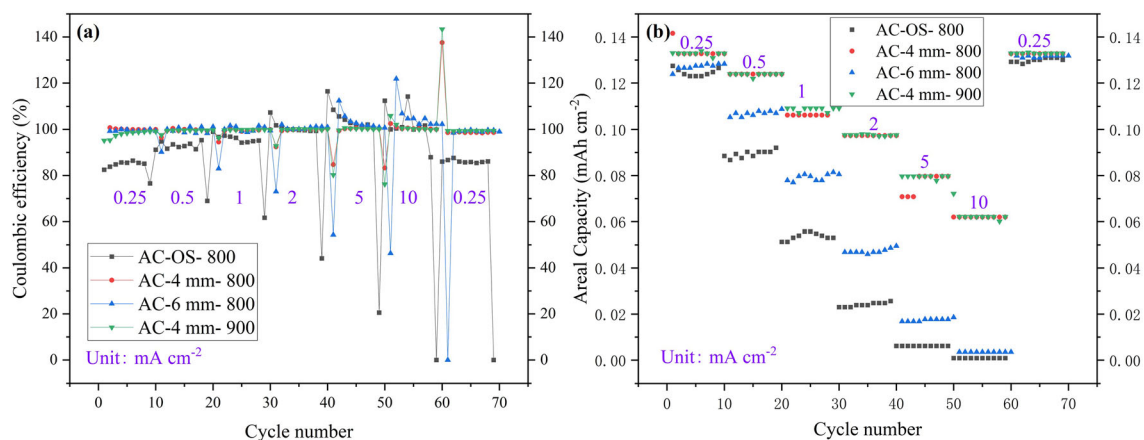 (a)
140
120
100
80
60
40
20
0
Coulombic efficiency (%)
140
120
100
80
60
40
20
0
0.25 0.5 1 2 5 10 0.25
AC-OS- 800
AC-4 mm- 800
AC-6 mm- 800
AC-4 mm- 900
Unit: mA cm-2
0 10 20 30 40 50 60 70
Cycle number
(b)
0.14
0.12
0.10
0.08
0.06
0.04
0.02
0.00
Areal Capacity (mAh cm-2)
0.14
0.12
0.10
0.08
0.06
0.04
0.02
0.00
AC-OS- 800
AC-4 mm- 800
AC-6 mm- 800
AC-4 mm- 900
0.25
0.5
1
2
5
10
0.25
Unit: mA cm-2
0 10 20 30 40 50 60 70
Cycle number